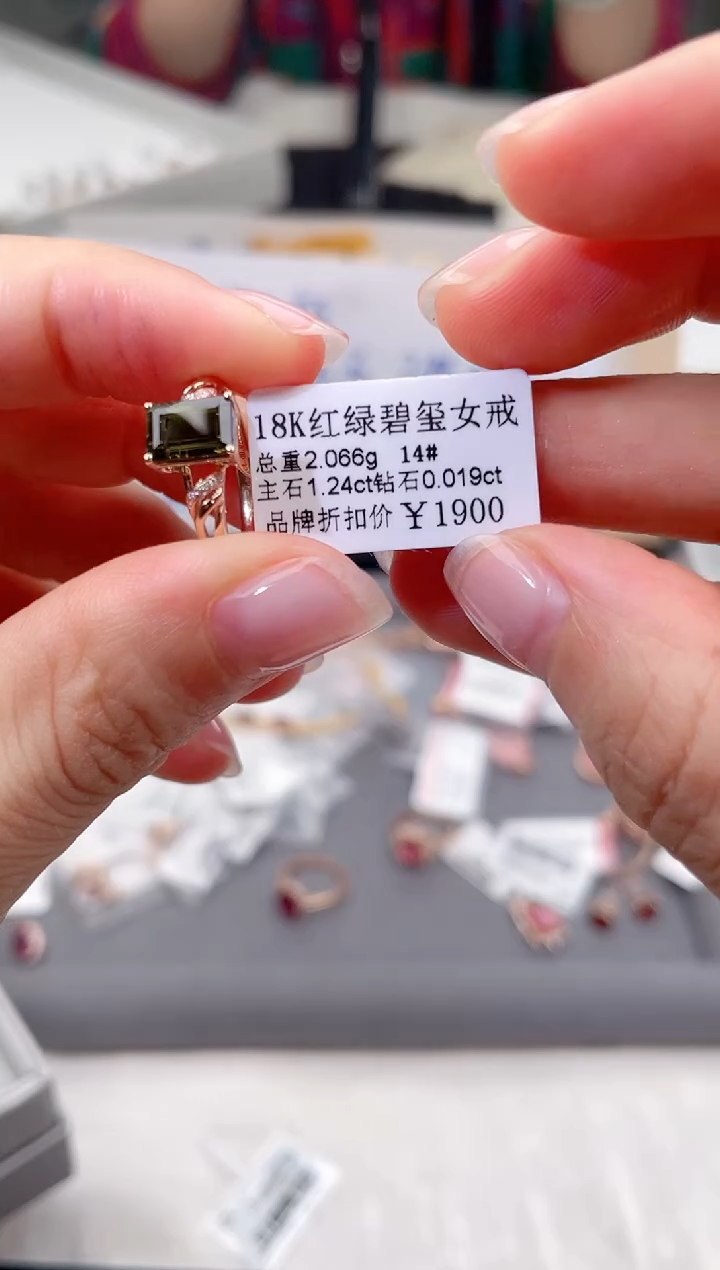 18K红绿碧玺女戒
总重2.066g 14#
主石1.24ct钻石0.019ct
品牌折扣价￥1900